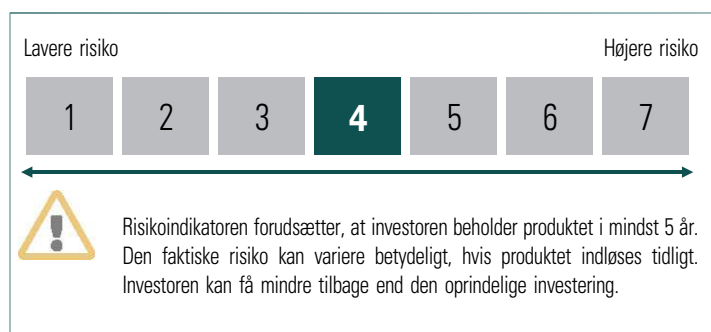 Lavere risiko Højere risiko
1 2 3 4 5 6 7
Risikoindikatoren forudsætter, at investoren beholder produktet i mindst 5 år.
Den faktiske risiko kan variere betydeligt, hvis produktet indløses tidligt.
Investoren kan få mindre tilbage end den oprindelige investering.